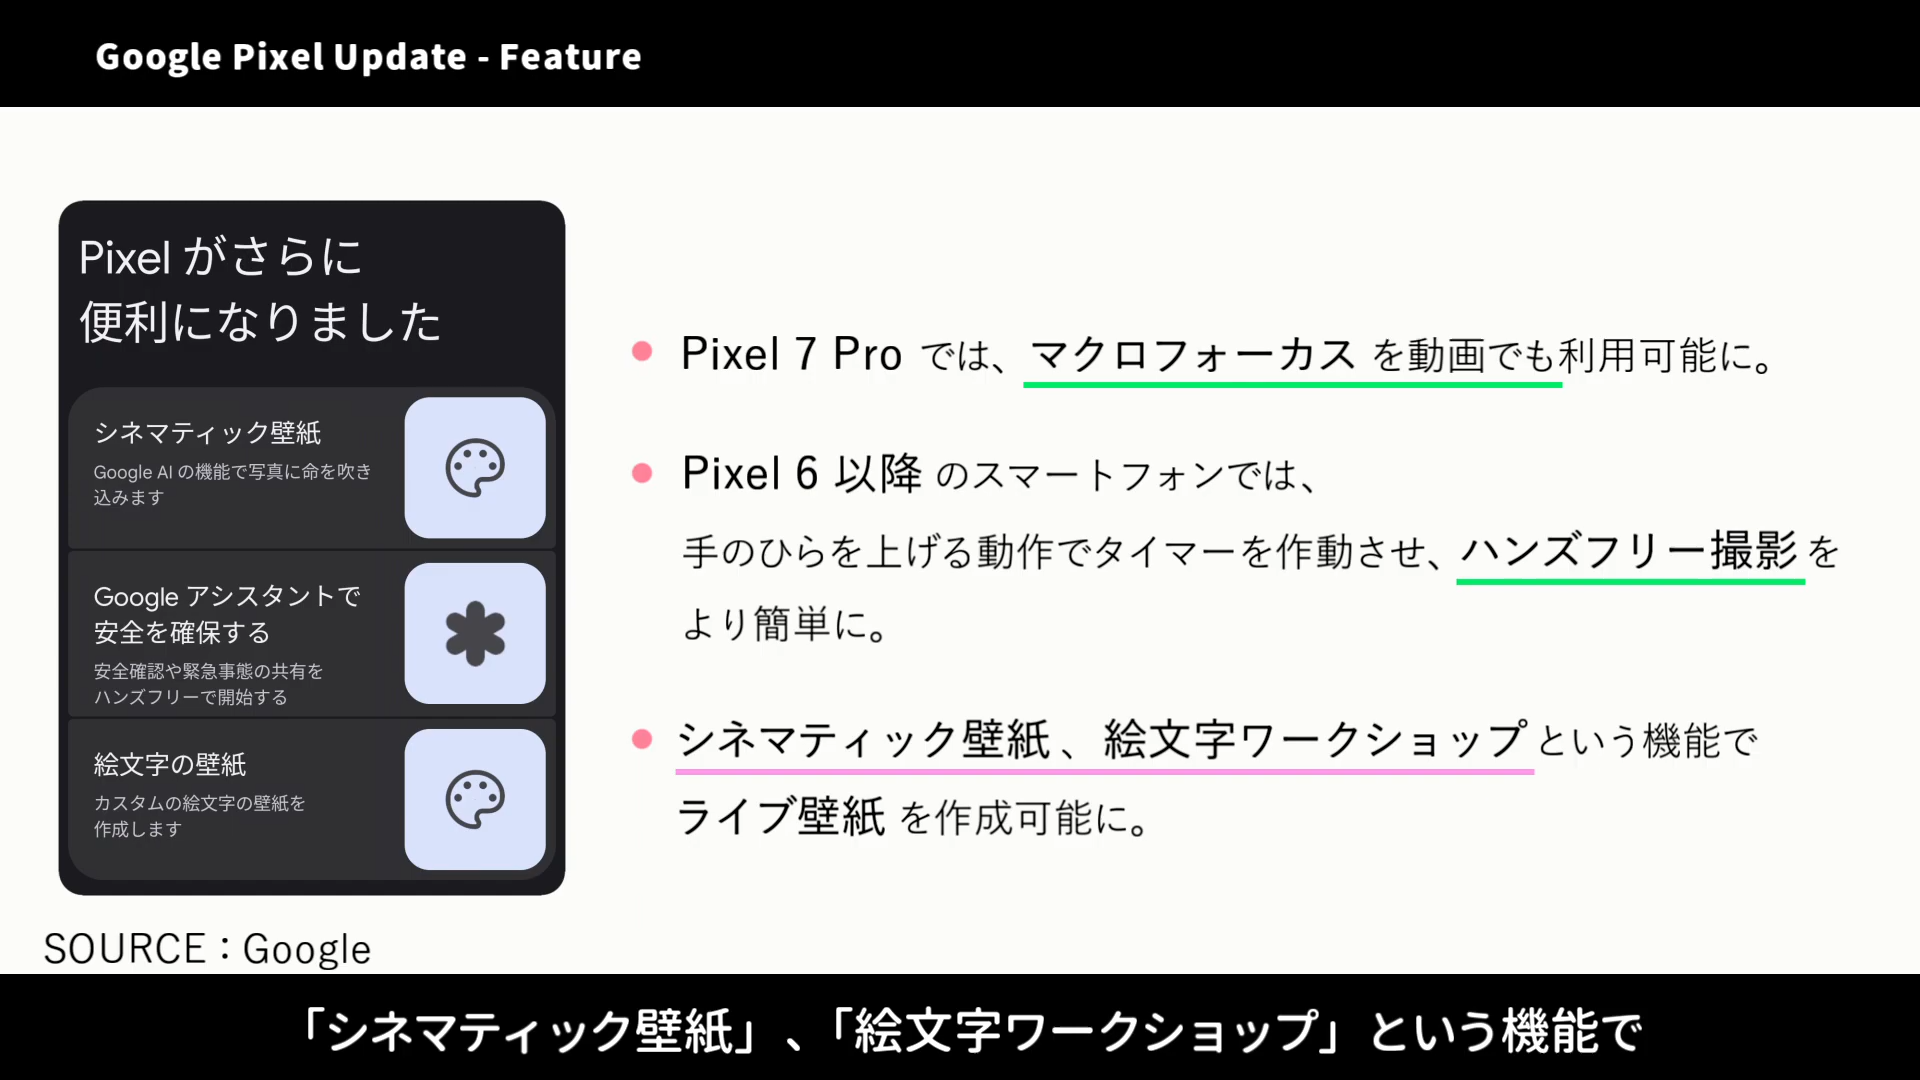 Google Pixel Update - Feature
Pixel がさらに
便利になりました
シネマティック壁紙
Google AI の機能で写真に命を吹き
込みます
Google アシスタントで
安全を確保する
安全確認や緊急事態の共有を
ハンズフリーで開始する
絵文字の壁紙
カスタムの絵文字の壁紙を
作成します
SOURCE：Google
Pixel 7 Pro では、マクロフォーカス を動画でも利用可能に。
Pixel 6 以降 のスマートフォンでは、
手のひらを上げる動作でタイマーを作動させ、ハンズフリー撮影 を
より簡単に。
シネマティック壁紙 、絵文字ワークショップ という機能で
ライブ壁紙 を作成可能に。
「シネマティック壁紙」、「絵文字ワークショップ」という機能で